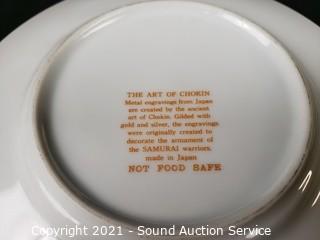 THE ART OF CHOKIN
Metal engravings from Japan
are created by the ancient
art of Chokin. Gilded with
gold and silver, the engravings
were originally created to
decorate the armament of
the SAMURAI warriors.
made in Japan
NOT FOOD SAFE
Copyright 2021 - Sound Auction Service